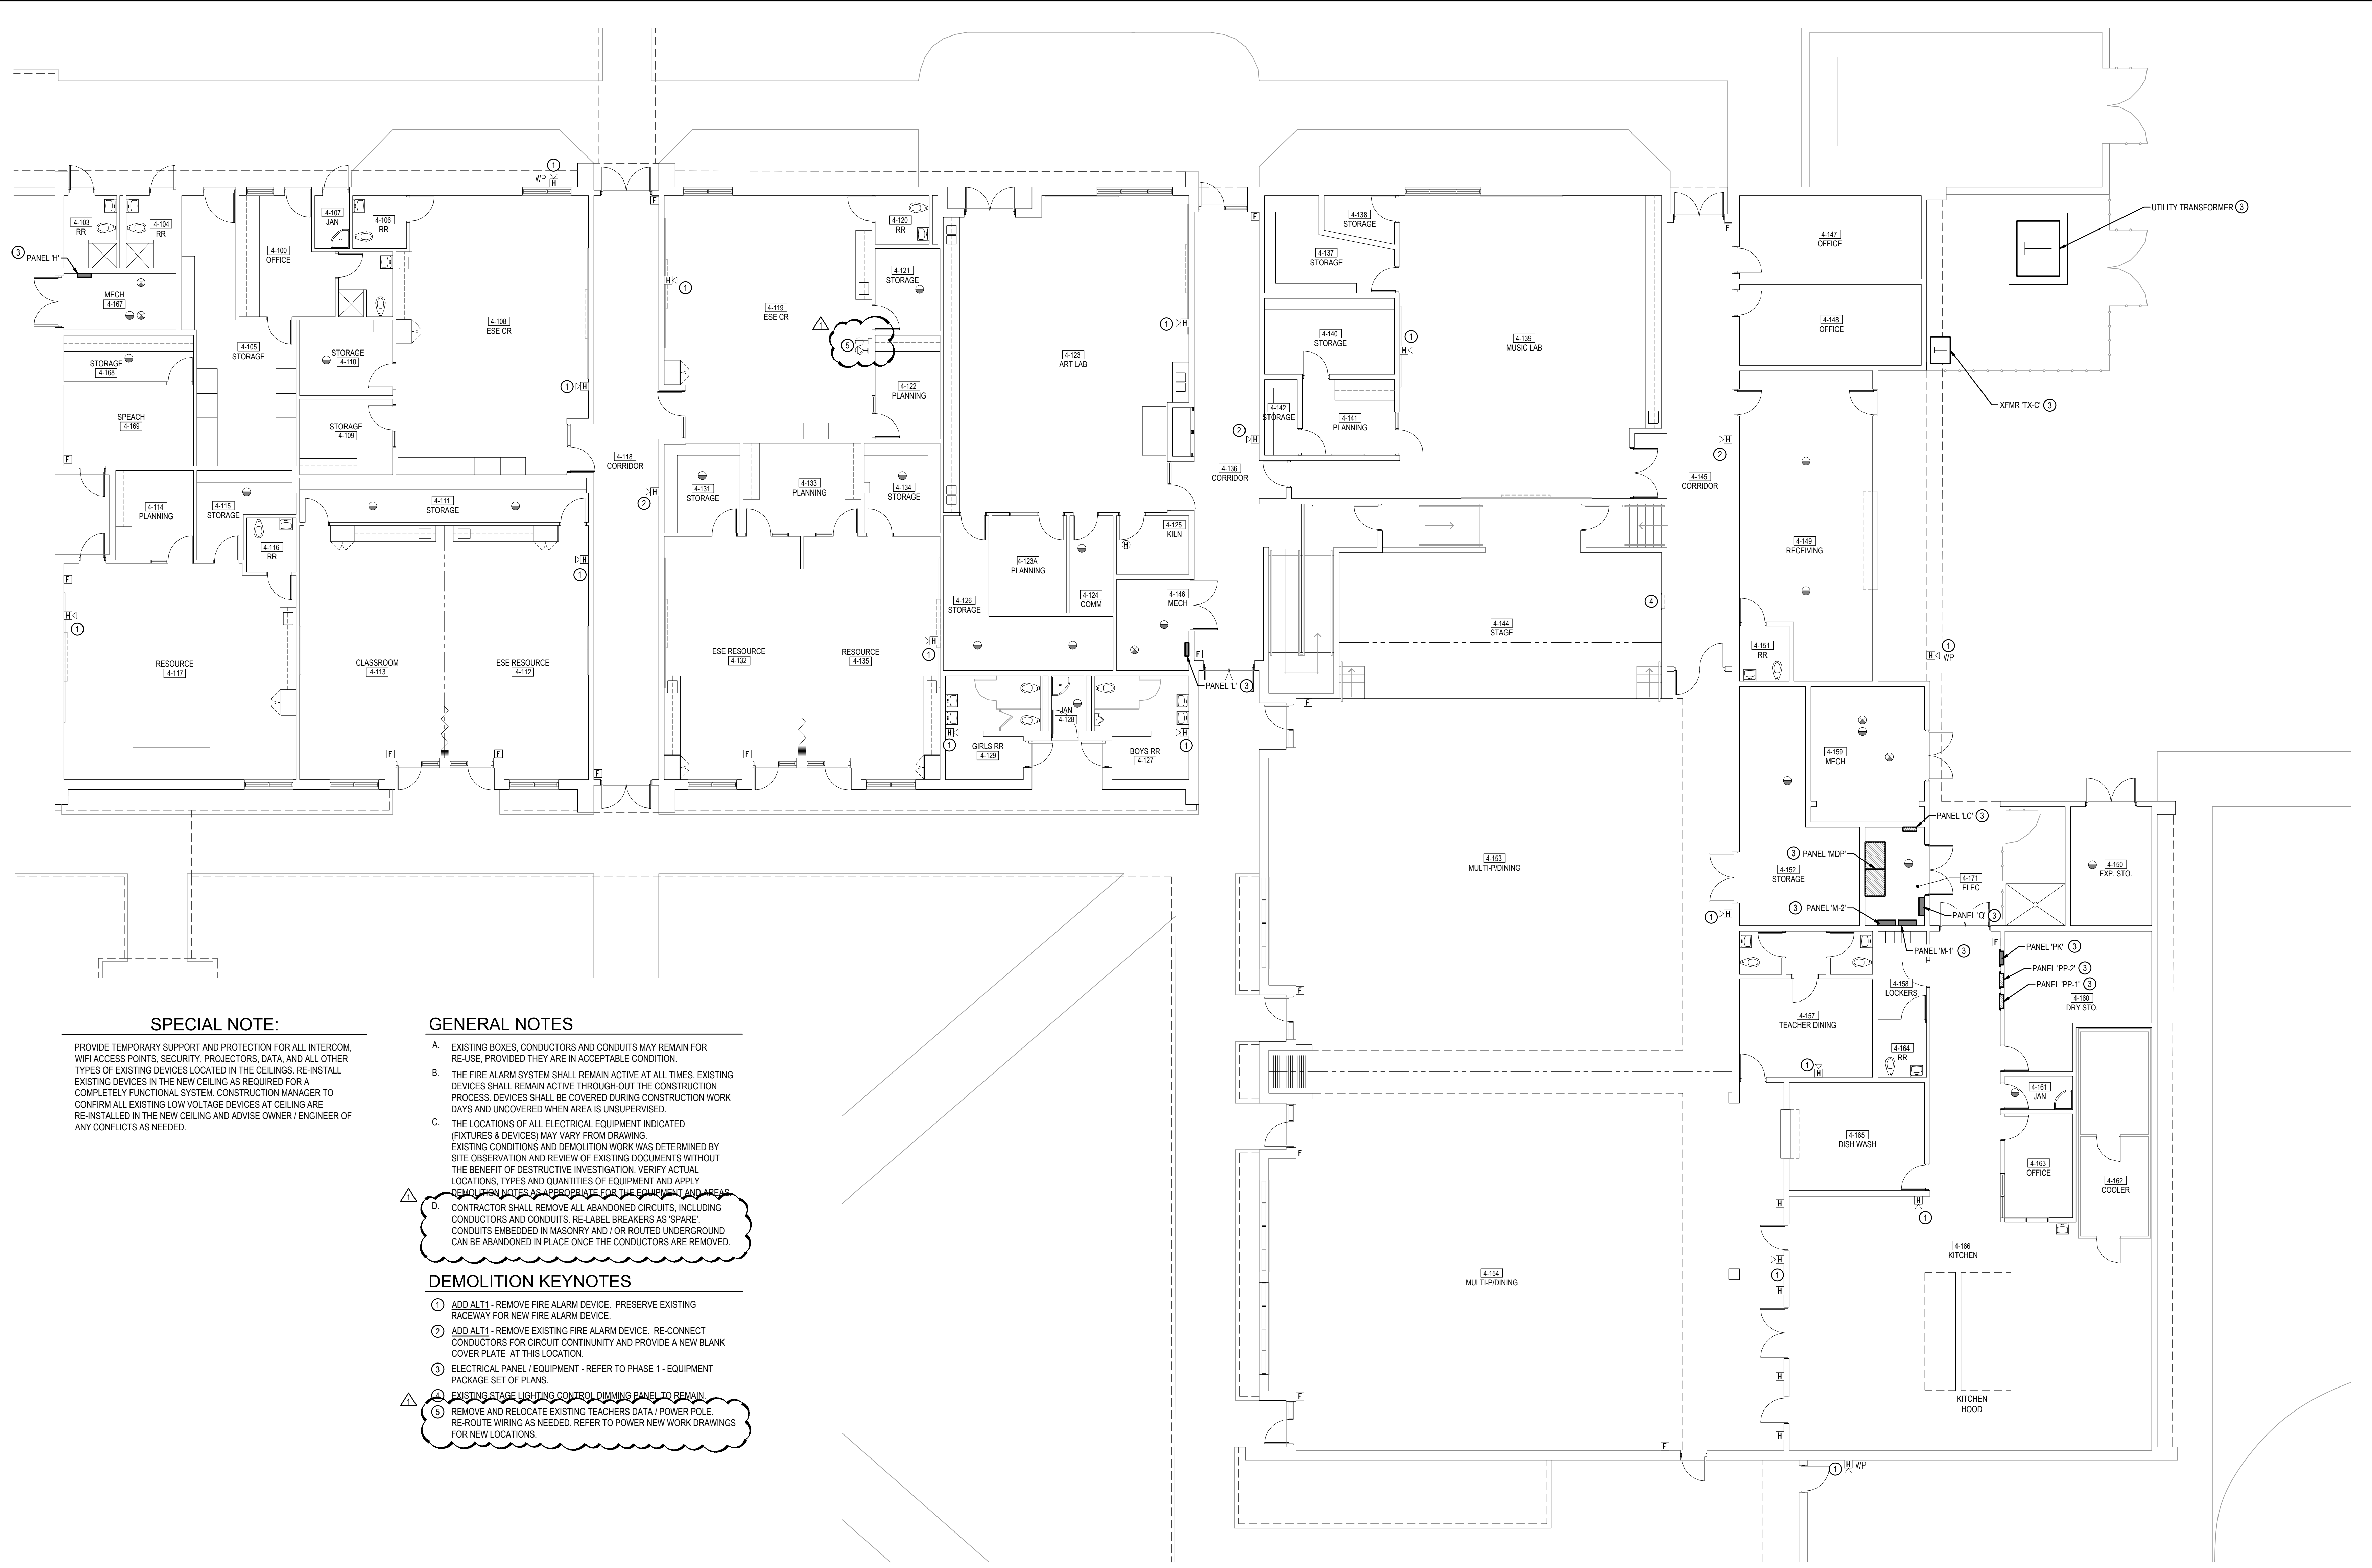 UTILITY TRANSFORMER 3
XFMR 'TX-C' 3
1
WP
H
3
PANEL 'H'
4-103
RR
4-104
RR
4-107
JAN
4-106
RR
4-100
OFFICE
MECH
4-167
4-105
STORAGE
STORAGE
4-168
SPEACH
4-169
F
STORAGE
4-110
STORAGE
4-109
4-108
ESE CR
1 H
F
4-118
CORRIDOR
H
2
4-114
PLANNING
4-115
STORAGE
4-116
RR
4-111
STORAGE
F
H
1
RESOURCE
4-117
CLASSROOM
4-113
ESE RESOURCE
4-112
H
1
F
F
F
4-120
RR
4-121
STORAGE
4-119
ESE CR
H
1
1
5
4-122
PLANNING
4-123
ART LAB
1 H
4-131
STORAGE
4-133
PLANNING
4-134
STORAGE
ESE RESOURCE
4-132
RESOURCE
4-135
H
1
F
4-123A
PLANNING
4-124
COMM
4-125
KILN
H
4-126
STORAGE
4-146
MECH
F
PANEL 'L' 3
H
1
GIRLS RR
4-129
JAN
4-128
BOYS RR
4-127
H
1
F
4-136
CORRIDOR
2
H
4-138
STORAGE
4-137
STORAGE
4-140
STORAGE
4-142
STORAGE
4-141
PLANNING
1
H
4-139
MUSIC LAB
4-144
STAGE
4
F
F
4-145
CORRIDOR
H
2
4-147
OFFICE
4-148
OFFICE
4-149
RECEIVING
4-151
RR
1
H WP
4-159
MECH
PANEL 'LC' 3
3 PANEL 'MDP'
4-152
STORAGE
4-171
ELEC
4-150
EXP. STO.
3 PANEL 'M-2'
PANEL 'Q' 3
PANEL 'M-1' 3
1 H
F
PANEL 'PK' 3
PANEL 'PP-2' 3
PANEL 'PP-1' 3
4-160
DRY STO.
4-158
LOCKERS
4-157
TEACHER DINING
1
H
4-164
RR
4-161
JAN
4-165
DISH WASH
4-163
OFFICE
4-162
COOLER
H
1
4-153
MULTI-P/DINING
F
F
4-154
MULTI-P/DINING
F
F
H
H
1
H
H
H
4-166
KITCHEN
KITCHEN
HOOD
1 H WP
SPECIAL NOTE:
PROVIDE TEMPORARY SUPPORT AND PROTECTION FOR ALL INTERCOM,
WIFI ACCESS POINTS, SECURITY, PROJECTORS, DATA, AND ALL OTHER
TYPES OF EXISTING DEVICES LOCATED IN THE CEILINGS. RE-INSTALL
EXISTING DEVICES IN THE NEW CEILING AS REQUIRED FOR A
COMPLETELY FUNCTIONAL SYSTEM. CONSTRUCTION MANAGER TO
CONFIRM ALL EXISTING LOW VOLTAGE DEVICES AT CEILING ARE
RE-INSTALLED IN THE NEW CEILING AND ADVISE OWNER / ENGINEER OF
ANY CONFLICTS AS NEEDED.
GENERAL NOTES
A. EXISTING BOXES, CONDUCTORS AND CONDUITS MAY REMAIN FOR
RE-USE, PROVIDED THEY ARE IN ACCEPTABLE CONDITION.
B. THE FIRE ALARM SYSTEM SHALL REMAIN ACTIVE AT ALL TIMES. EXISTING
DEVICES SHALL REMAIN ACTIVE THROUGH-OUT THE CONSTRUCTION
PROCESS. DEVICES SHALL BE COVERED DURING CONSTRUCTION WORK
DAYS AND UNCOVERED WHEN AREA IS UNSUPERVISED.
C. THE LOCATIONS OF ALL ELECTRICAL EQUIPMENT INDICATED
(FIXTURES & DEVICES) MAY VARY FROM DRAWING.
EXISTING CONDITIONS AND DEMOLITION WORK WAS DETERMINED BY
SITE OBSERVATION AND REVIEW OF EXISTING DOCUMENTS WITHOUT
THE BENEFIT OF DESTRUCTIVE INVESTIGATION. VERIFY ACTUAL
LOCATIONS, TYPES AND QUANTITIES OF EQUIPMENT AND APPLY
DEMOLITION NOTES AS APPROPRIATE FOR THE EQUIPMENT AND AREAS.
1
D. CONTRACTOR SHALL REMOVE ALL ABANDONED CIRCUITS, INCLUDING
CONDUCTORS AND CONDUITS. RE-LABEL BREAKERS AS 'SPARE'.
CONDUITS EMBEDDED IN MASONRY AND / OR ROUTED UNDERGROUND
CAN BE ABANDONED IN PLACE ONCE THE CONDUCTORS ARE REMOVED.
DEMOLITION KEYNOTES
1 ADD ALT1 - REMOVE FIRE ALARM DEVICE. PRESERVE EXISTING
RACEWAY FOR NEW FIRE ALARM DEVICE.
2 ADD ALT1 - REMOVE EXISTING FIRE ALARM DEVICE. RE-CONNECT
CONDUCTORS FOR CIRCUIT CONTINUITY AND PROVIDE A NEW BLANK
COVER PLATE AT THIS LOCATION.
3 ELECTRICAL PANEL / EQUIPMENT - REFER TO PHASE 1 - EQUIPMENT
PACKAGE SET OF PLANS.
4 EXISTING STAGE LIGHTING CONTROL DIMMING PANEL TO REMAIN.
1
5 REMOVE AND RELOCATE EXISTING TEACHERS DATA / POWER POLE.
RE-ROUTE WIRING AS NEEDED. REFER TO POWER NEW WORK DRAWINGS
FOR NEW LOCATIONS.